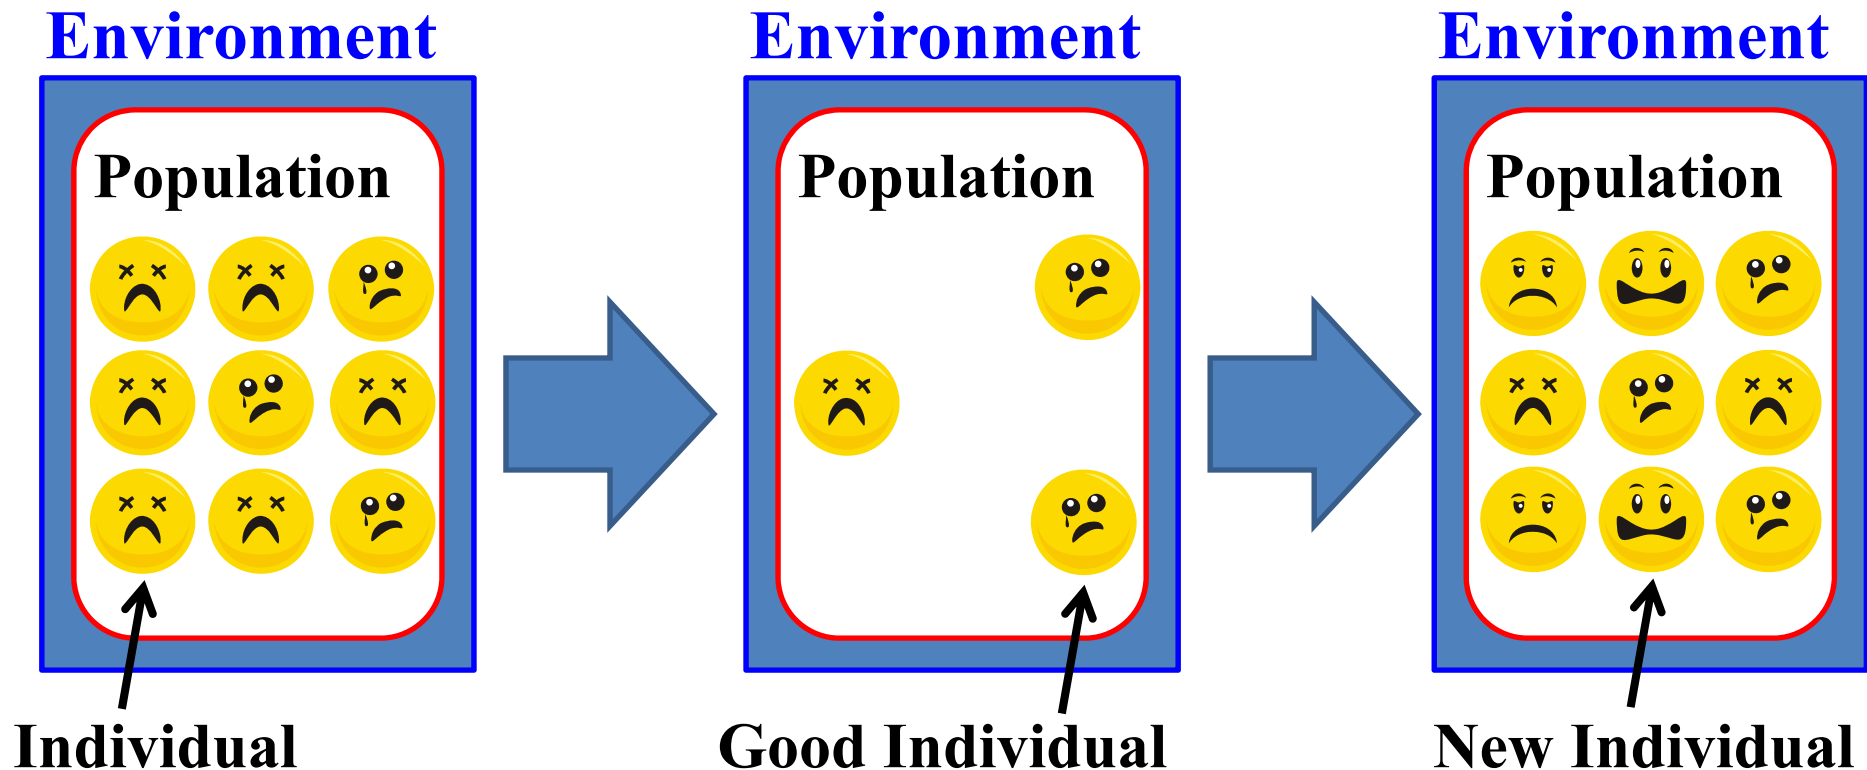 Environment
Population
Individual
Environment
Population
Good Individual
Environment
Population
New Individual